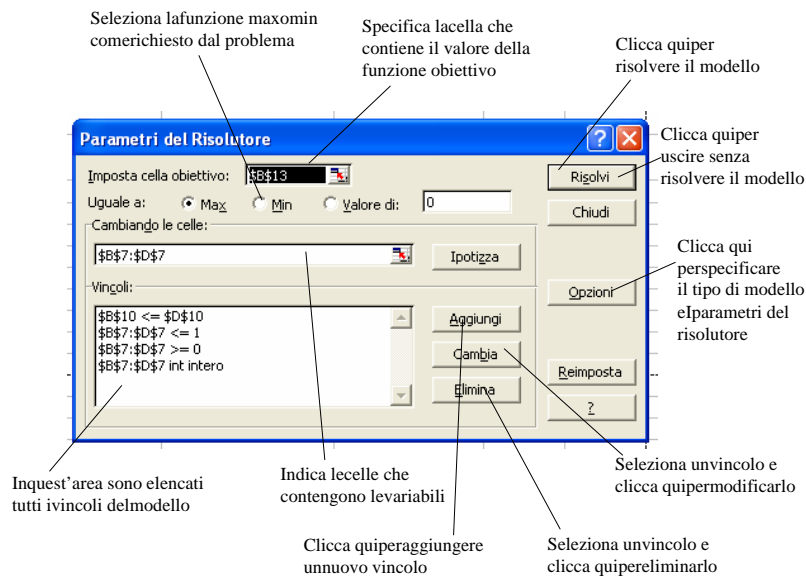 Seleziona lafunzione maxomin
comerichiesto dal problema
Specifica lacella che
contiene il valore della
funzione obiettivo
Clicca quiper
risolvere il modello
Parametri del Risolutore
Clicca quiper
uscire senza
risolvere il modello
Imposta cella obiettivo: $B$13
Risolvi
Uguale a: Max Min Valore di: 0
Chiudi
Cambiando le celle:
$B$7:$D$7
Ipotizza
Clicca qui
perspecificare
il tipo di modello
eIparametri del
risolutore
Opzioni
Vincoli:
$B$10 <= $D$10
$B$7:$D$7 <= 1
$B$7:$D$7 >= 0
$B$7:$D$7 int intero
Aggiungi
Cambia
Elimina
Reimposta
?
Inquest'area sono elencati
tutti ivincoli delmodello
Indica lecelle che
contengono levariabili
Seleziona unvincolo e
clicca quipermodificarlo
Clicca quiperaggiungere
unnuovo vincolo
Seleziona unvincolo e
clicca quipereliminarlo